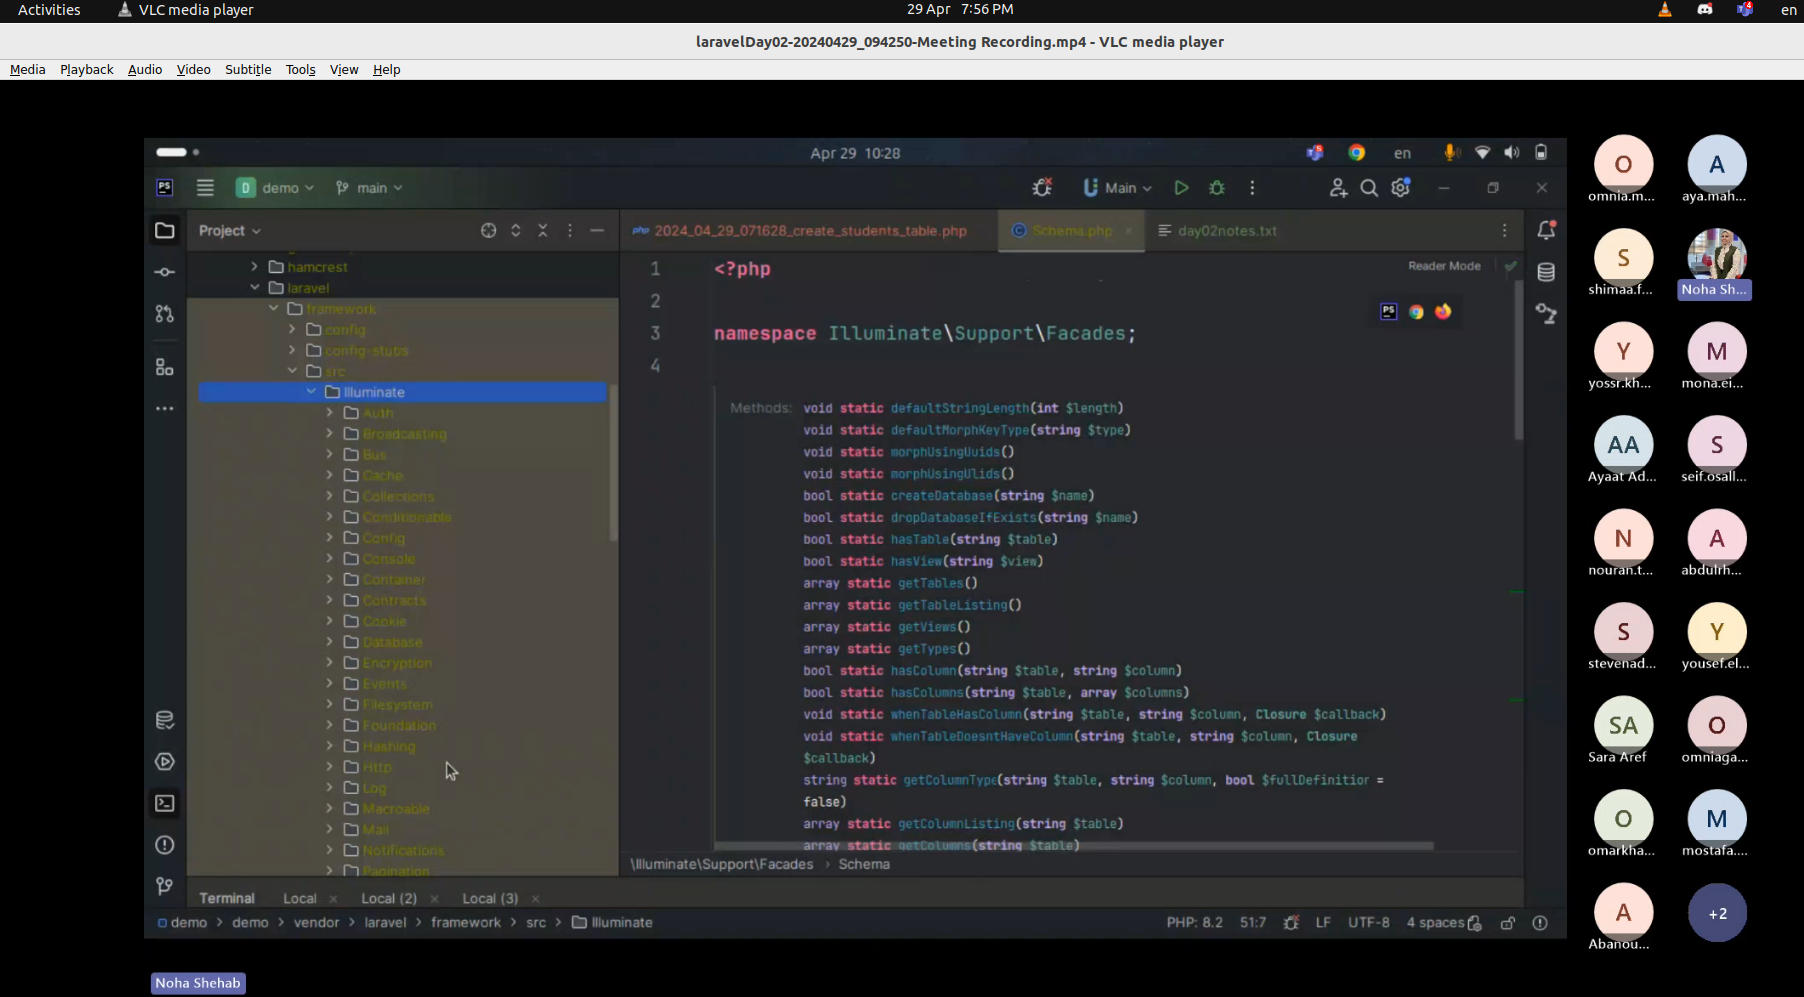 Activities
VLC media player
29 Apr 7:56 PM
en
laravelDay02-20240429_094250-Meeting Recording.mp4 - VLC media player
Media Playback Audio Video Subtitle Tools View Help
Apr 29 10:28
en
PS
D demo
main
Main
Project
hamcrest
laravel
framework
config
config-stubs
src
Illuminate
Auth
Broadcasting
Bus
Cache
Collections
Conditionable
Config
Console
Container
Contracts
Cookie
Database
Encryption
Events
Filesystem
Foundation
Hashing
Http
Log
Macroable
Mail
Notifications
Pagination
php 2024_04_29_071628_create_students_table.php
Schema.php
day02notes.txt
Reader Mode
PS
1 <?php
2
3 namespace Illuminate\Support\Facades;
4
Methods: void static defaultStringLength(int $length)
void static defaultMorphKeyType(string $type)
void static morphUsingUuids()
void static morphUsingUlids()
bool static createDatabase(string $name)
bool static dropDatabaseIfExists(string $name)
bool static hasTable(string $table)
bool static hasView(string $view)
array static getTables()
array static getTableListing()
array static getViews()
array static getTypes()
bool static hasColumn(string $table, string $column)
bool static hasColumns(string $table, array $columns)
void static whenTableHasColumn(string $table, string $column, Closure $callback)
void static whenTableDoesntHaveColumn(string $table, string $column, Closure
$callback)
string static getColumnType(string $table, string $column, bool $fullDefinition =
false)
array static getColumnListing(string $table)
array static getColumns(string $table)
\Illuminate\Support\Facades › Schema
Terminal Local × Local (2) × Local (3) ×
demo > demo > vendor > laravel > framework > src > Illuminate
PHP: 8.2 51:7 LF UTF-8 4 spaces
Noha Shehab
O
omnia.m...
A
aya.mah...
S
shimaa.f...
Noha Sh...
Y
yossr.kh...
M
mona.ei...
AA
Ayaat Ad...
S
seif.osall...
N
nouran.t...
A
abdulrh...
S
stevenad...
Y
yousef.el...
SA
Sara Aref
O
omniaga...
O
omarkha...
M
mostafa....
A
Abanou...
+2